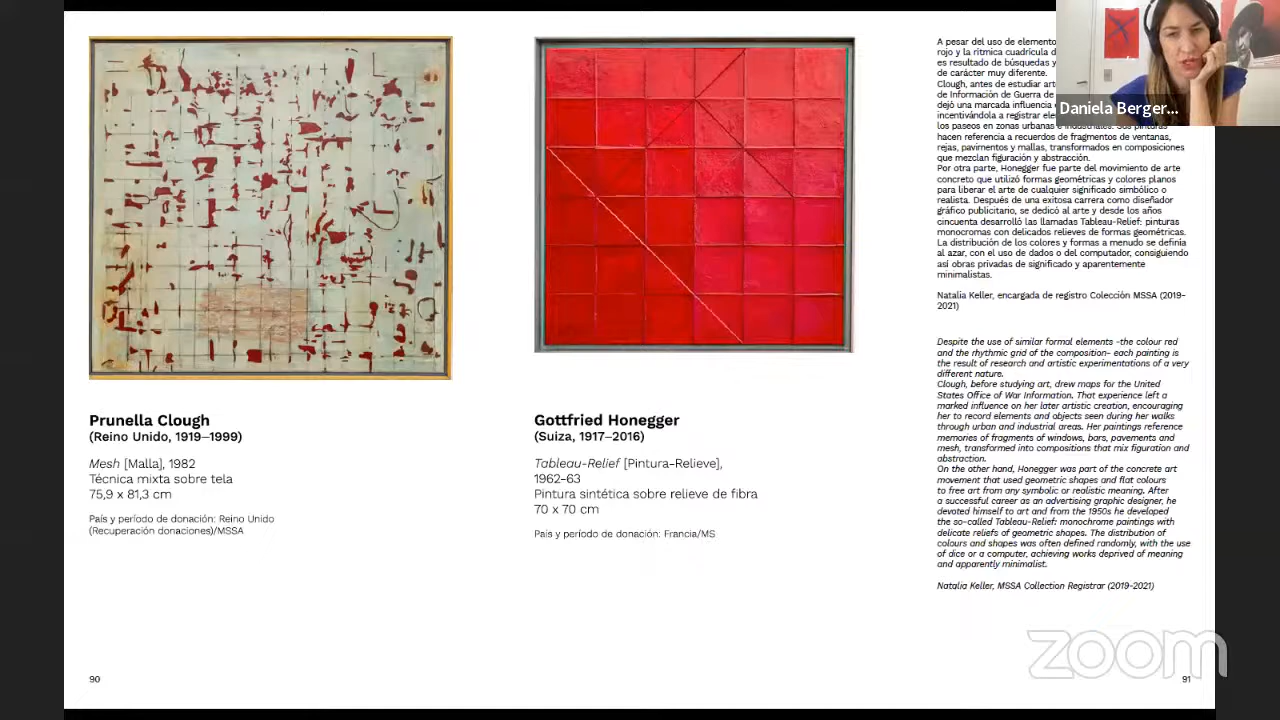 Prunella Clough
(Reino Unido, 1919–1999)
Mesh [Malla], 1982
Técnica mixta sobre tela
75,9 x 81,3 cm
País y período de donación: Reino Unido
(Recuperación donaciones)/MSSA
90
Gottfried Honegger
(Suiza, 1917–2016)
Tableau-Relief [Pintura-Relieve],
1962-63
Pintura sintética sobre relieve de fibra
70 x 70 cm
País y período de donación: Francia/MS
A pesar del uso de elemento
rojo y la rítmica cuadrícula d
es resultado de búsquedas y
de carácter muy diferente.
Clough, antes de estudiar art
de Información de Guerra de
dejó una marcada influencia
incentivándola a registrar ele
los paseos en zonas urbanas e industriales. Sus pinturas
hacen referencia a recuerdos de fragmentos de ventanas,
rejas, pavimentos y mallas, transformados en composiciones
que mezclan figuración y abstracción.
Por otra parte, Honegger fue parte del movimiento de arte
concreto que utilizó formas geométricas y colores planos
para liberar el arte de cualquier significado simbólico o
realista. Después de una exitosa carrera como diseñador
gráfico publicitario, se dedicó al arte y desde los años
cincuenta desarrolló las llamadas Tableau-Relief: pinturas
monocromas con delicados relieves de formas geométricas.
La distribución de los colores y formas a menudo se definía
al azar, con el uso de dados o del computador, consiguiendo
así obras privadas de significado y aparentemente
minimalistas.
Natalia Keller, encargada de registro Colección MSSA (2019-
2021)
Despite the use of similar formal elements -the colour red
and the rhythmic grid of the composition- each painting is
the result of research and artistic experimentations of a very
different nature.
Clough, before studying art, drew maps for the United
States Office of War Information. That experience left a
marked influence on her later artistic creation, encouraging
her to record elements and objects seen during her walks
through urban and industrial areas. Her paintings reference
memories of fragments of windows, bars, pavements and
mesh, transformed into compositions that mix figuration and
abstraction.
On the other hand, Honegger was part of the concrete art
movement that used geometric shapes and flat colours
to free art from any symbolic or realistic meaning. After
a successful career as an advertising graphic designer, he
devoted himself to art and from the 1950s he developed
the so-called Tableau-Relief: monochrome paintings with
delicate reliefs of geometric shapes. The distribution of
colours and shapes was often defined randomly, with the use
of dice or a computer, achieving works deprived of meaning
and apparently minimalist.
Natalia Keller, MSSA Collection Registrar (2019-2021)
91
Daniela Berger...
zoom